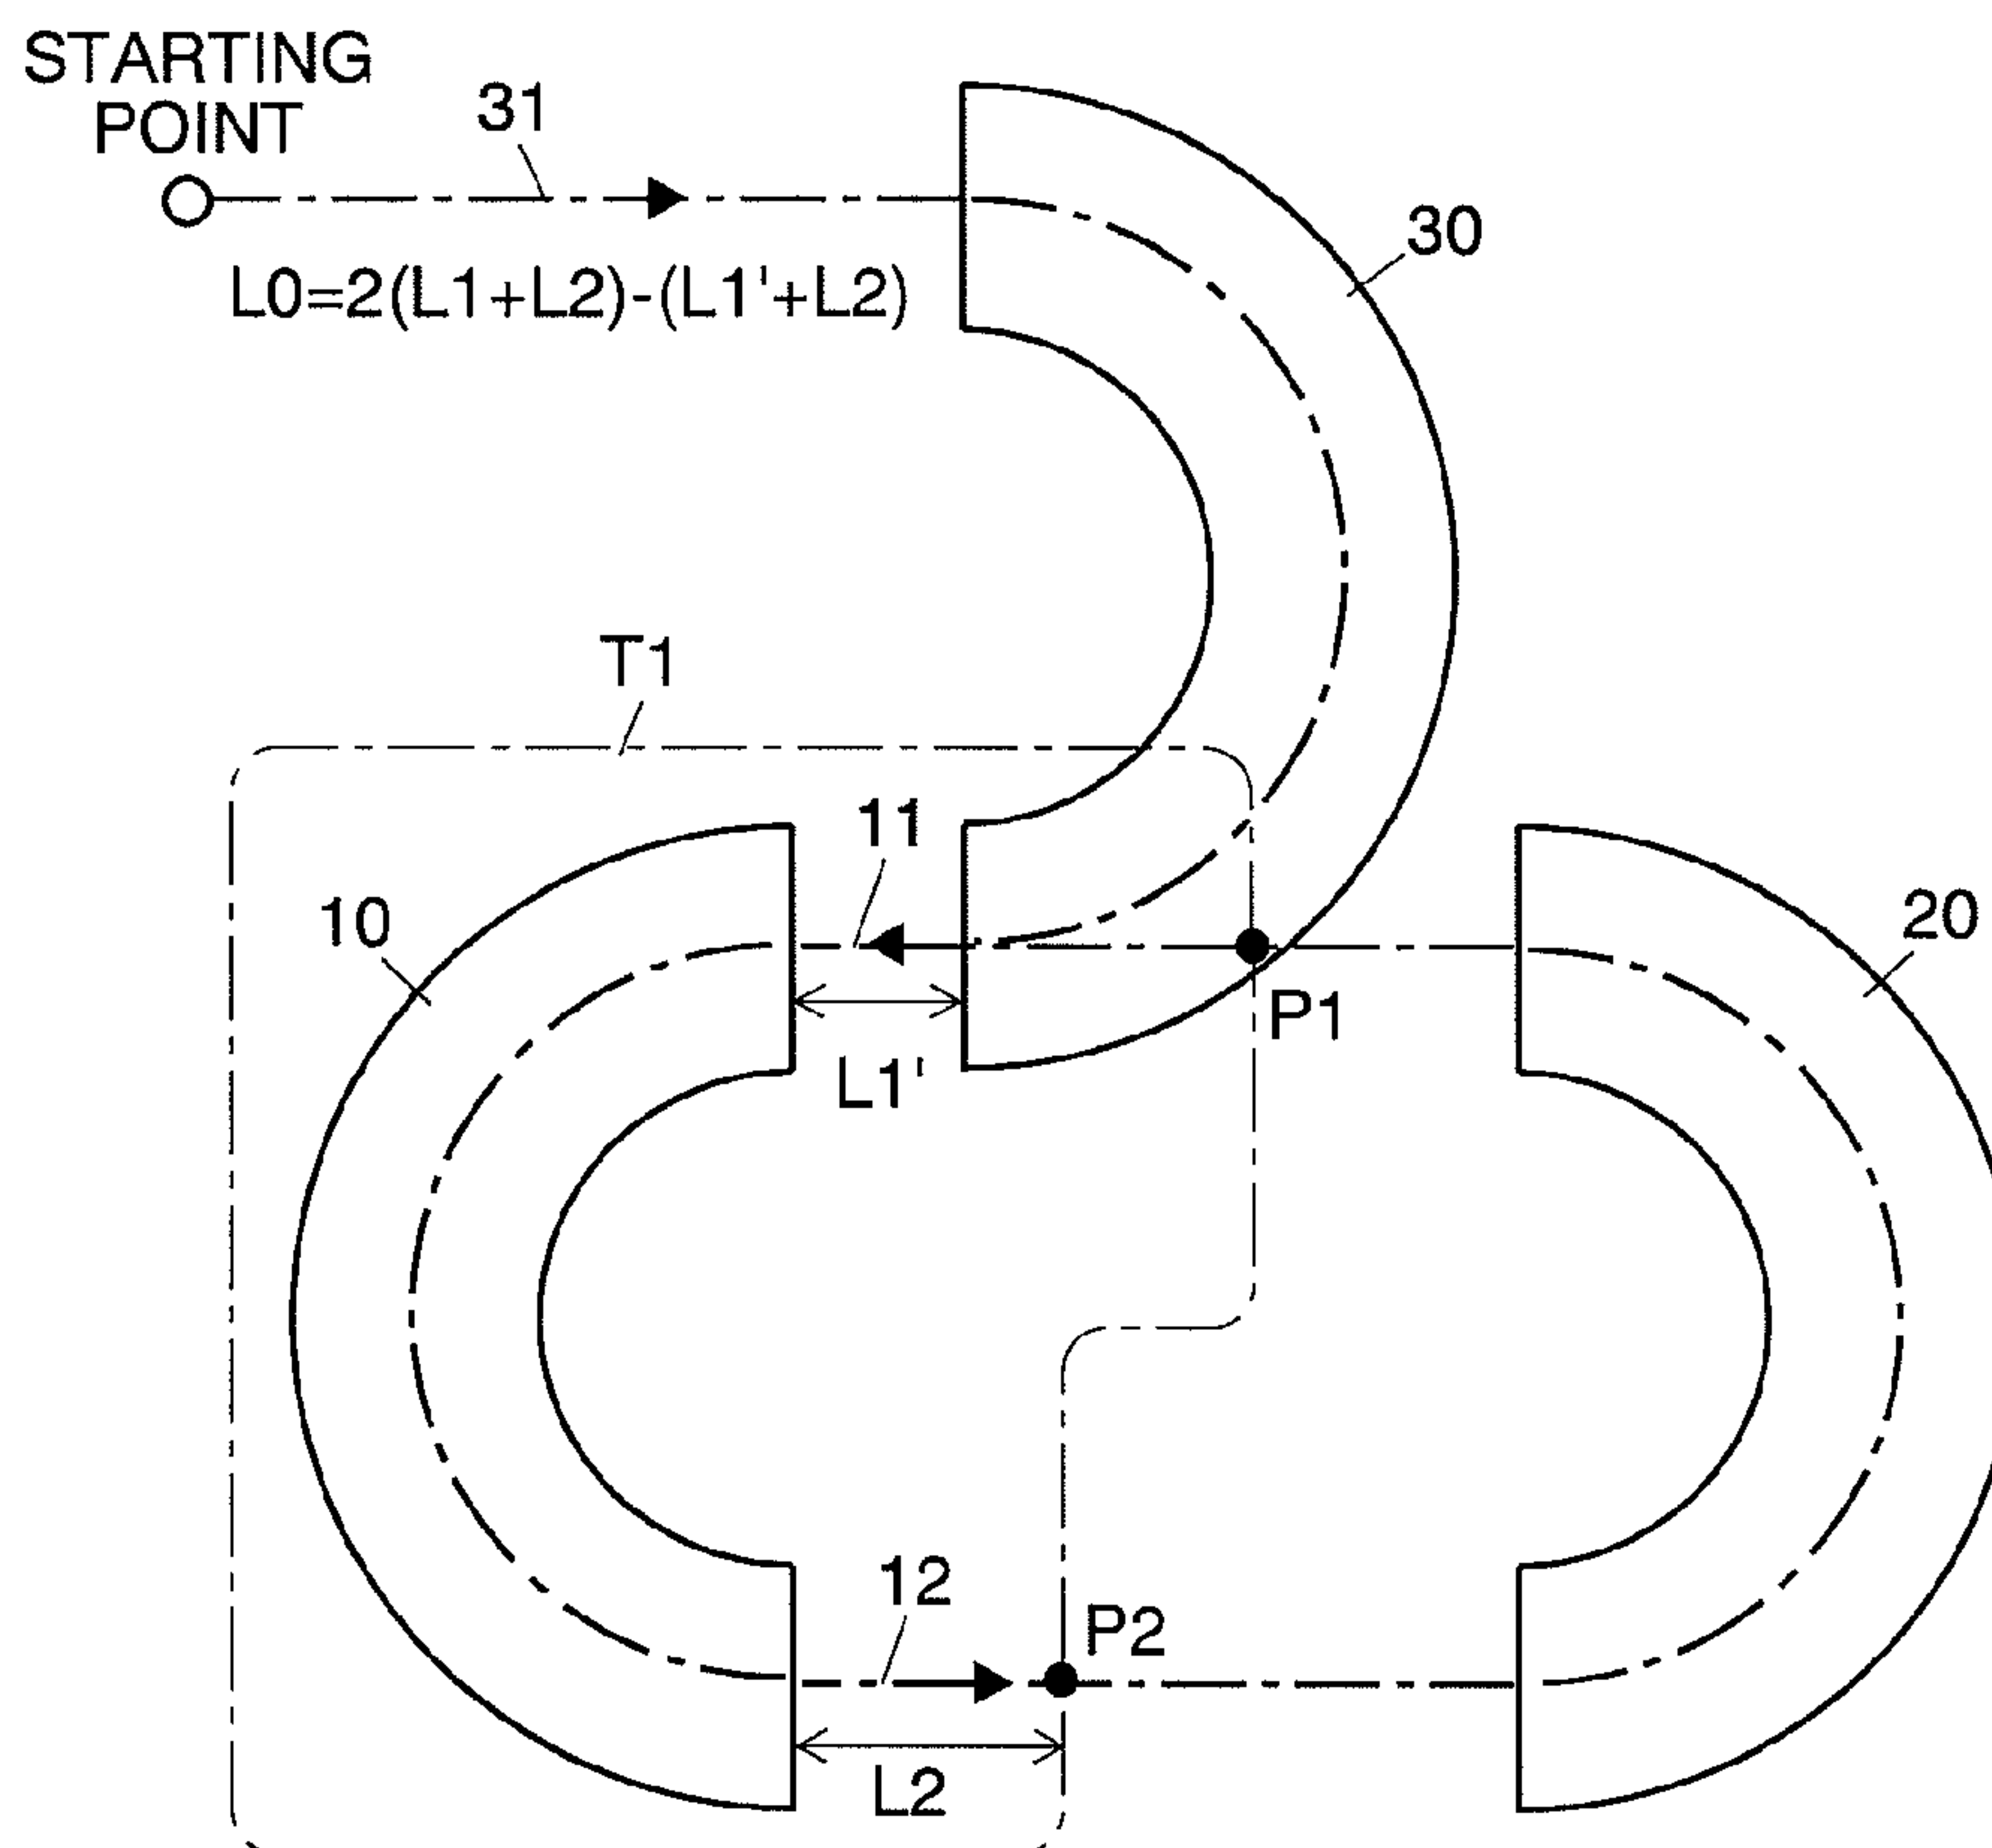 STARTING
POINT
31
30
L0=2(L1+L2)-(L1'+L2)
T1
11
10
20
P1
L1'
12
P2
L2